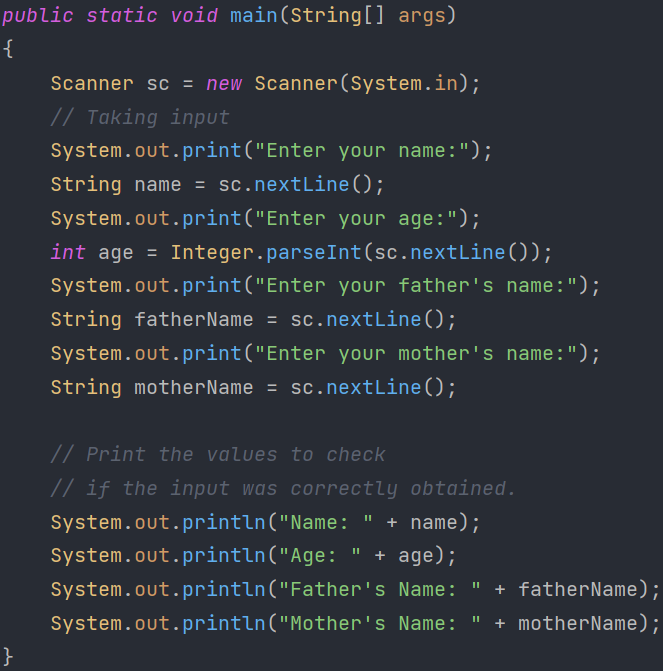 public static void main(String[] args)
{
    Scanner sc = new Scanner(System.in);
    // Taking input
    System.out.print("Enter your name:");
    String name = sc.nextLine();
    System.out.print("Enter your age:");
    int age = Integer.parseInt(sc.nextLine());
    System.out.print("Enter your father's name:");
    String fatherName = sc.nextLine();
    System.out.print("Enter your mother's name:");
    String motherName = sc.nextLine();

    // Print the values to check
    // if the input was correctly obtained.
    System.out.println("Name: " + name);
    System.out.println("Age: " + age);
    System.out.println("Father's Name: " + fatherName);
    System.out.println("Mother's Name: " + motherName);
}